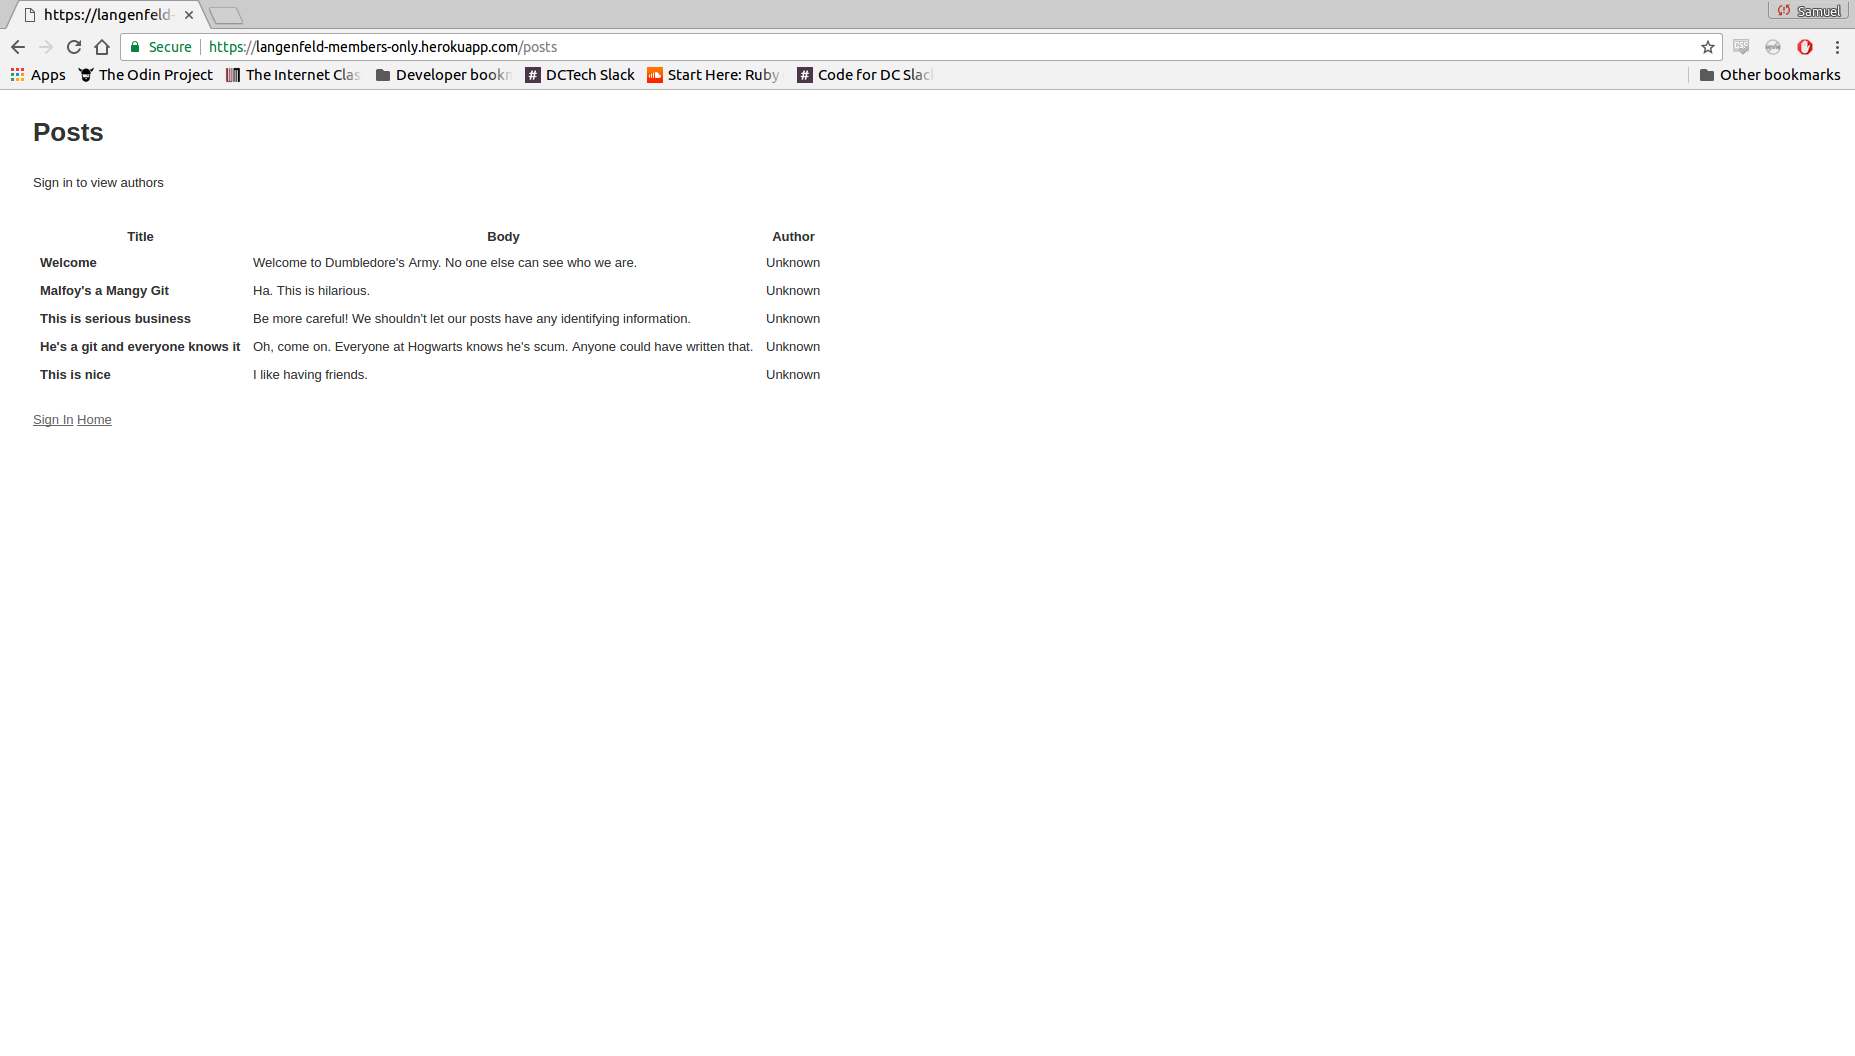 https://langenfeld-
Samuel
Secure https://langenfeld-members-only.herokuapp.com/posts
Apps The Odin Project The Internet Clas Developer bookm DCTech Slack Start Here: Ruby Code for DC Slack Other bookmarks
Posts
Sign in to view authors
Title Body Author
Welcome Welcome to Dumbledore's Army. No one else can see who we are. Unknown
Malfoy's a Mangy Git Ha. This is hilarious. Unknown
This is serious business Be more careful! We shouldn't let our posts have any identifying information. Unknown
He's a git and everyone knows it Oh, come on. Everyone at Hogwarts knows he's scum. Anyone could have written that. Unknown
This is nice I like having friends. Unknown
Sign In Home